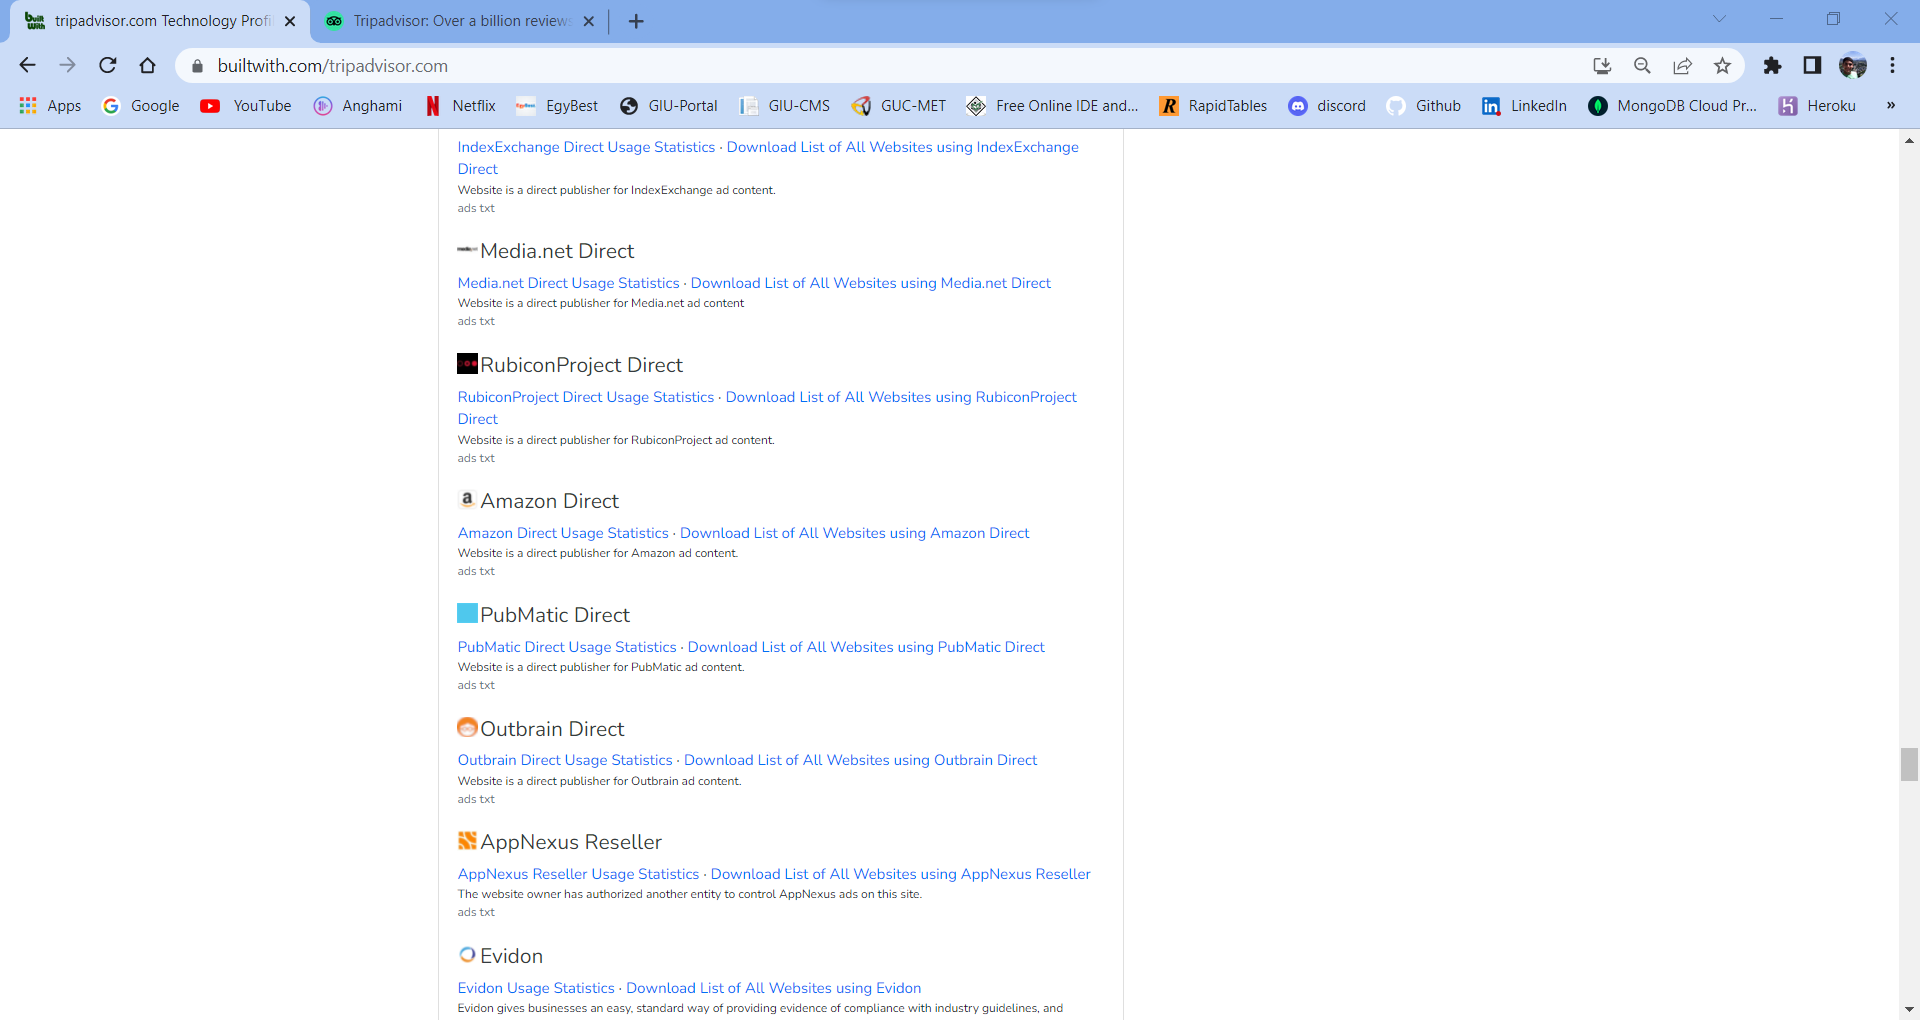 tripadvisor.com Technology Profi
Tripadvisor: Over a billion reviews
builtwith.com/tripadvisor.com
Apps Google YouTube Anghami Netflix EgyBest GIU-Portal GIU-CMS GUC-MET Free Online IDE and... RapidTables discord Github LinkedIn MongoDB Cloud Pr... Heroku »
IndexExchange Direct Usage Statistics · Download List of All Websites using IndexExchange
Direct
Website is a direct publisher for IndexExchange ad content.
ads txt
Media.net Direct
Media.net Direct Usage Statistics · Download List of All Websites using Media.net Direct
Website is a direct publisher for Media.net ad content
ads txt
RubiconProject Direct
RubiconProject Direct Usage Statistics · Download List of All Websites using RubiconProject
Direct
Website is a direct publisher for RubiconProject ad content.
ads txt
Amazon Direct
Amazon Direct Usage Statistics · Download List of All Websites using Amazon Direct
Website is a direct publisher for Amazon ad content.
ads txt
PubMatic Direct
PubMatic Direct Usage Statistics · Download List of All Websites using PubMatic Direct
Website is a direct publisher for PubMatic ad content.
ads txt
Outbrain Direct
Outbrain Direct Usage Statistics · Download List of All Websites using Outbrain Direct
Website is a direct publisher for Outbrain ad content.
ads txt
AppNexus Reseller
AppNexus Reseller Usage Statistics · Download List of All Websites using AppNexus Reseller
The website owner has authorized another entity to control AppNexus ads on this site.
ads txt
Evidon
Evidon Usage Statistics · Download List of All Websites using Evidon
Evidon gives businesses an easy, standard way of providing evidence of compliance with industry guidelines, and